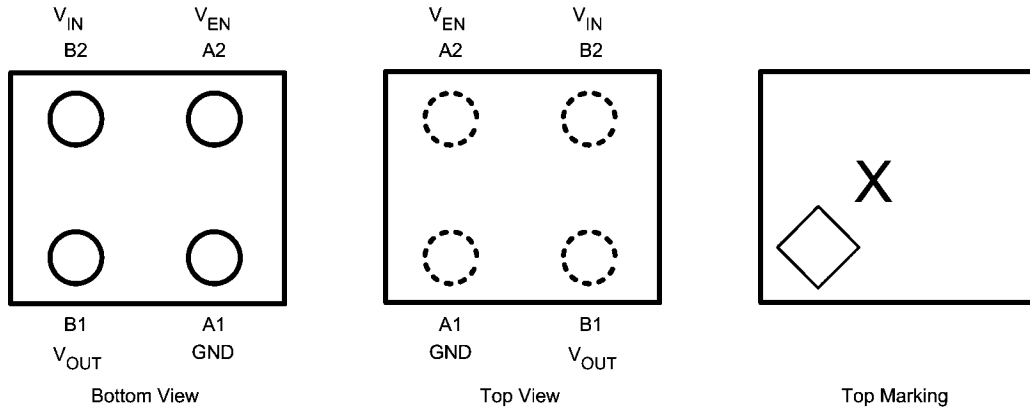 V_IN V_EN
B2 A2
B1 A1
V_OUT GND
Bottom View
V_EN V_IN
A2 B2
A1 B1
GND V_OUT
Top View
X
Top Marking